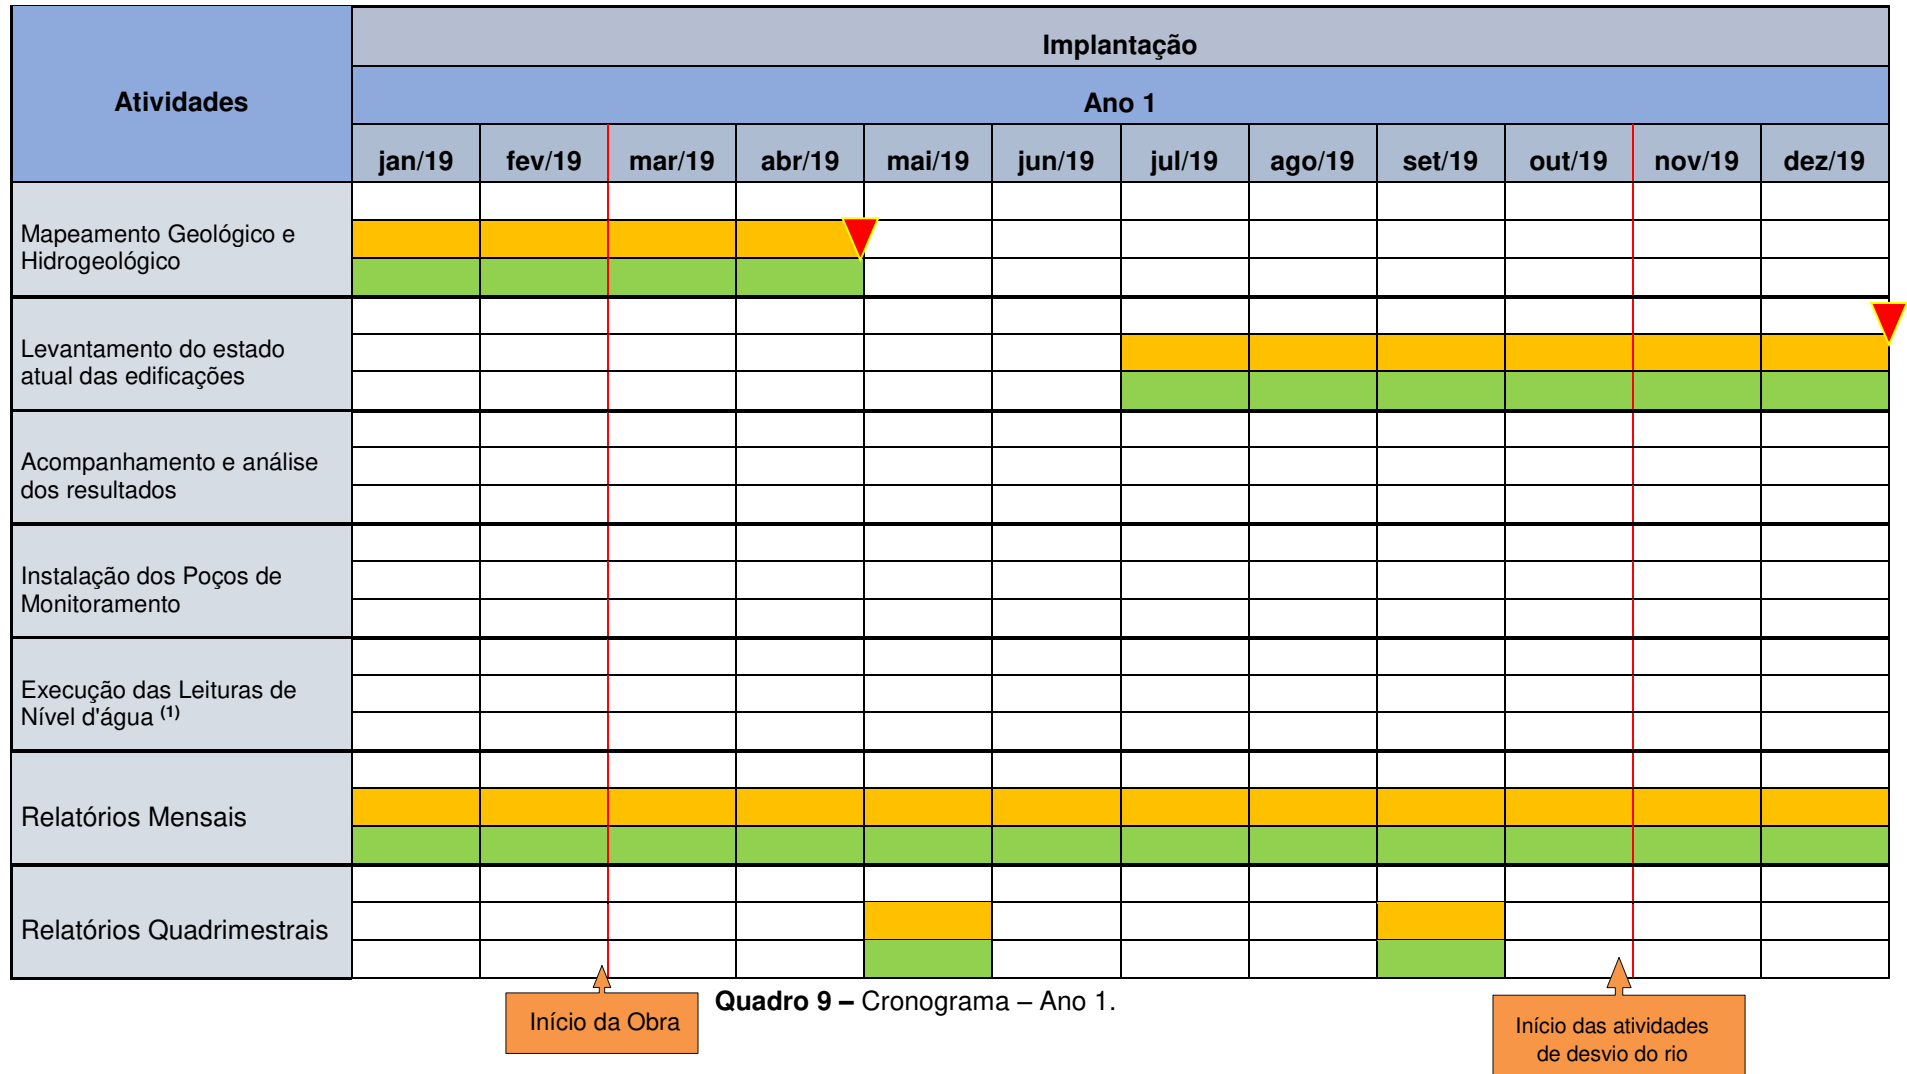 Atividades
Implantação
Ano 1
jan/19 fev/19 mar/19 abr/19 mai/19 jun/19 jul/19 ago/19 set/19 out/19 nov/19 dez/19
Mapeamento Geológico e
Hidrogeológico
Levantamento do estado
atual das edificações
Acompanhamento e análise
dos resultados
Instalação dos Poços de
Monitoramento
Execução das Leituras de
Nível d'água (1)
Relatórios Mensais
Relatórios Quadrimestrais
Quadro 9 – Cronograma – Ano 1.
Início da Obra
Início das atividades
de desvio do rio